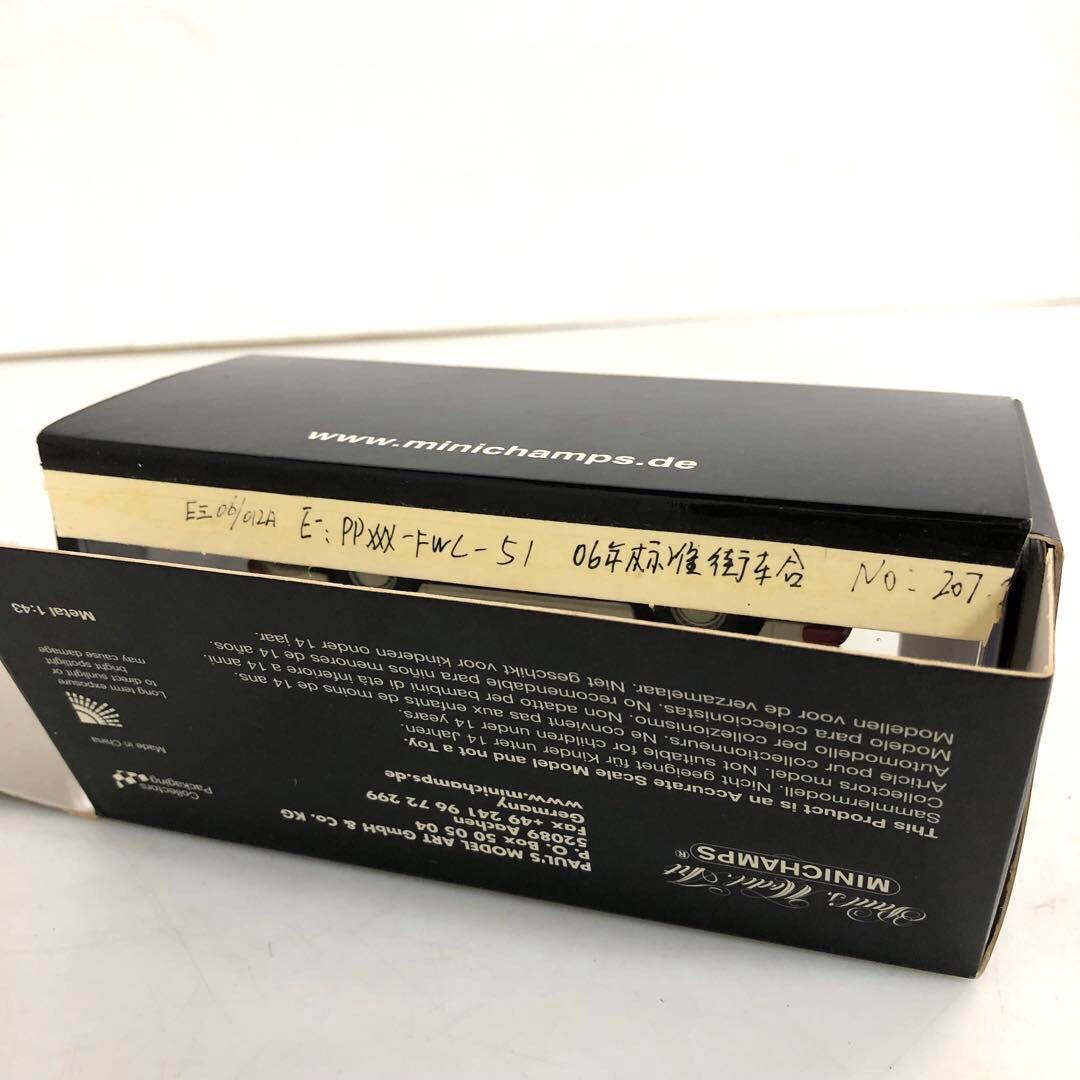 www.minichamps.de
E三06/012A E一: PPXXX-FWL-51 06年标准街车合 No: 207.
Paul's Model Art
MINICHAMPS®
This Product is an Accurate Scale Model and not a Toy.
Sammlermodell. Nicht geeignet für Kinder unter 14 Jahren
Collectors model. Not suitable for children under 14 years.
Article pour collectionneurs. Ne convient pas aux enfants de moins de 14 ans.
Automodello per collezionismo. Non adatto per bambini di età inferiore a 14 anni.
Modelo para coleccionistas. No recomendable para niños menores de 14 años.
Modellen voor de verzamelaar. Niet geschikt voor kinderen onder 14 jaar.
PAUL'S MODEL ART GmbH & Co. KG
P. O. Box 50 05 04
52089 Aachen
Fax +49 241 96 72 299
Germany
www.minichamps.de
Collectors
Packaging
Made in China
Long term exposure
to direct sunlight or
bright spotlight
may cause damage
Metal 1:43